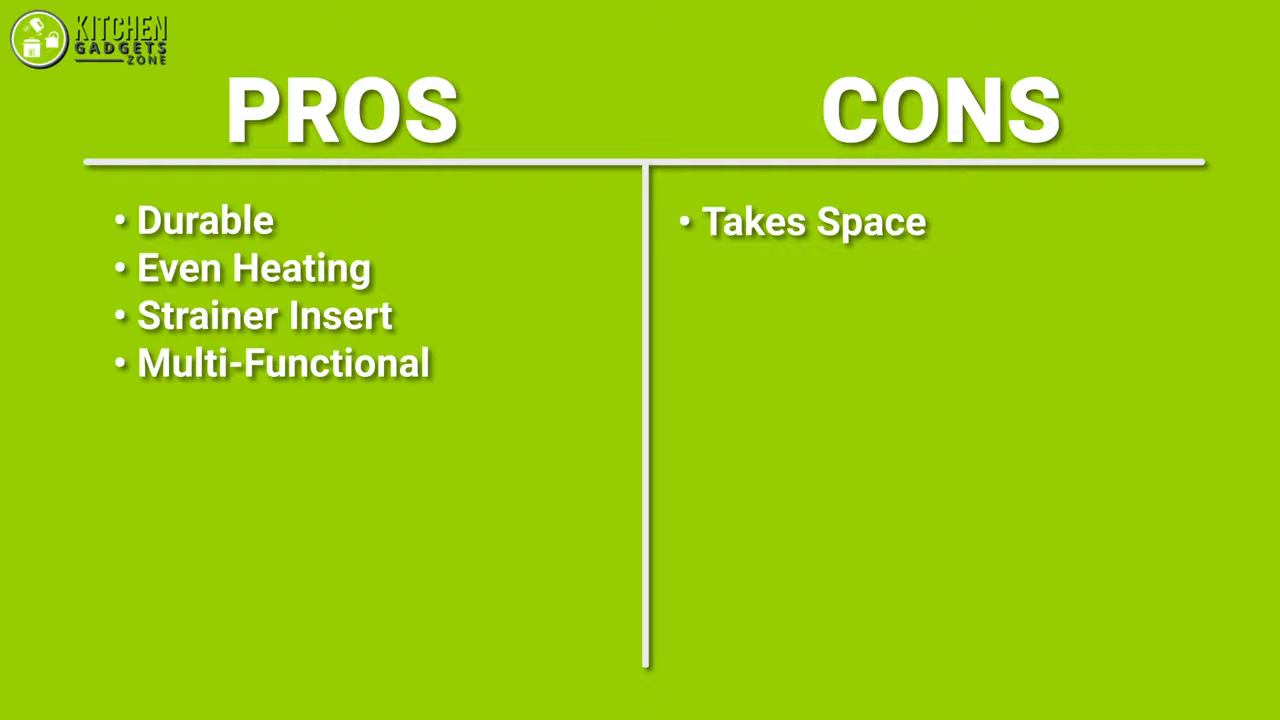 KITCHEN
GADGETS
ZONE
PROS
CONS
• Durable
• Even Heating
• Strainer Insert
• Multi-Functional
• Takes Space